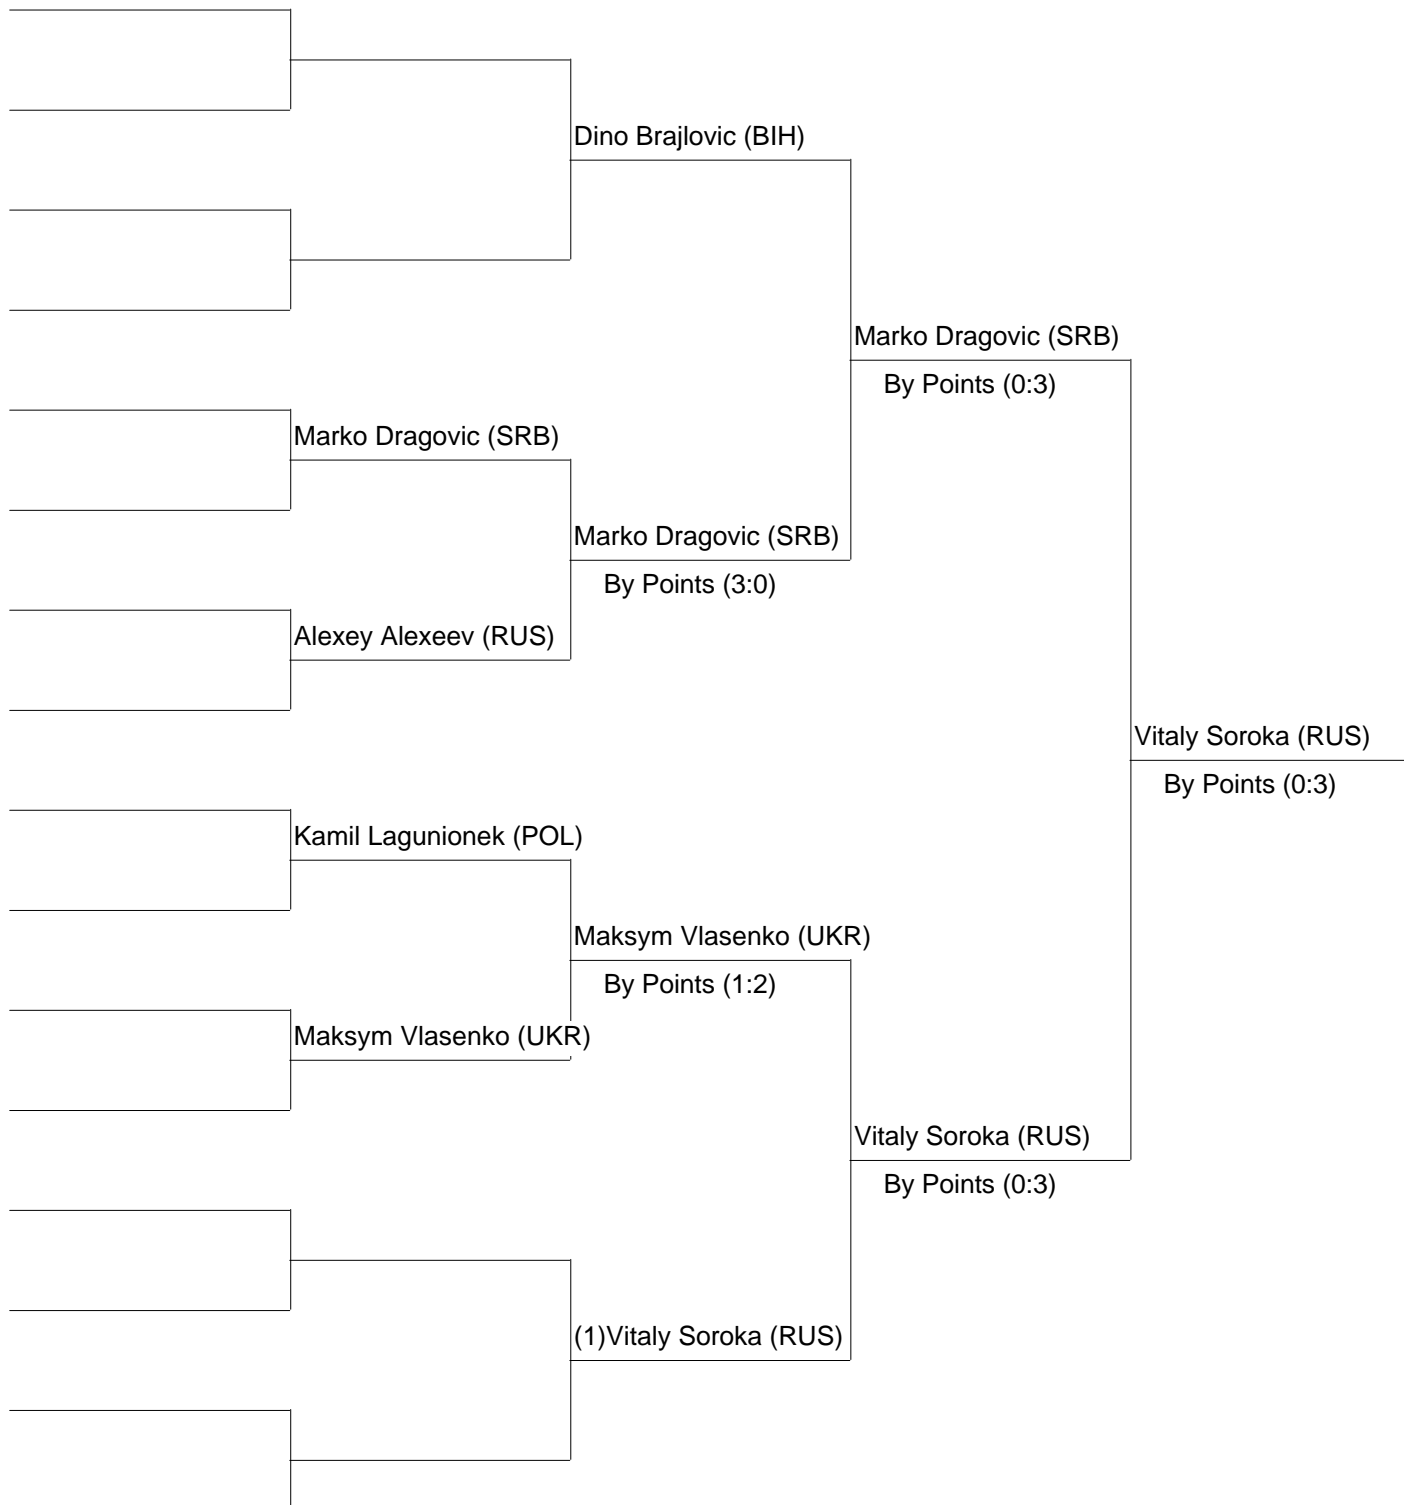 Dino Brajlovic (BIH)
Marko Dragovic (SRB)
By Points (0:3)
Marko Dragovic (SRB)
Marko Dragovic (SRB)
By Points (3:0)
Alexey Alexeev (RUS)
Vitaly Soroka (RUS)
By Points (0:3)
Kamil Lagunionek (POL)
Maksym Vlasenko (UKR)
By Points (1:2)
Maksym Vlasenko (UKR)
Vitaly Soroka (RUS)
By Points (0:3)
(1)Vitaly Soroka (RUS)